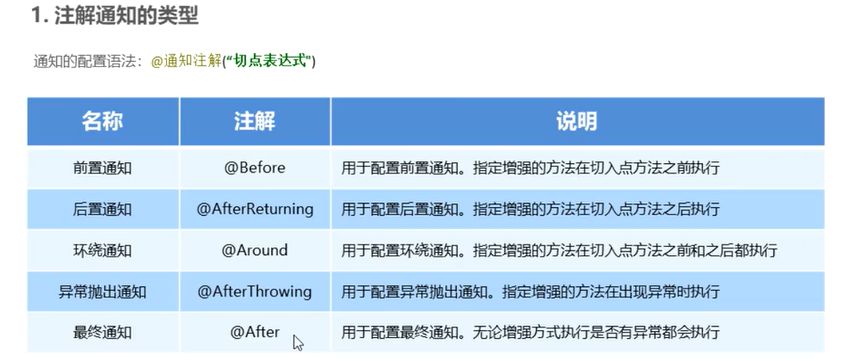 1. 注解通知的类型
通知的配置语法：@通知注解(“切点表达式")
名称 注解 说明
前置通知 @Before 用于配置前置通知。指定增强的方法在切入点方法之前执行
后置通知 @AfterReturning 用于配置后置通知。指定增强的方法在切入点方法之后执行
环绕通知 @Around 用于配置环绕通知。指定增强的方法在切入点方法之前和之后都执行
异常抛出通知 @AfterThrowing 用于配置异常抛出通知。指定增强的方法在出现异常时执行
最终通知 @After 用于配置最终通知。无论增强方式执行是否有异常都会执行